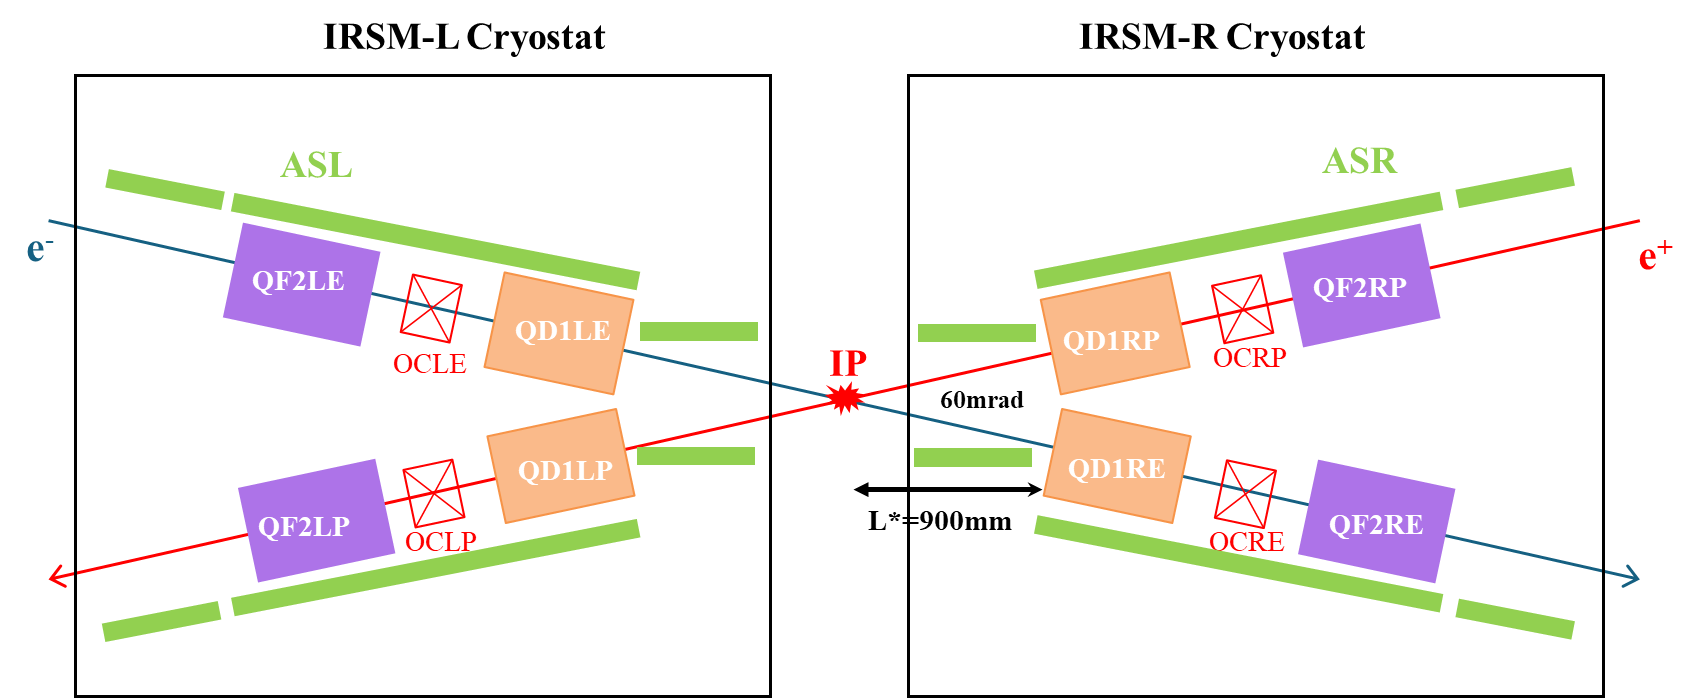 IRSM-L Cryostat
IRSM-R Cryostat
ASL
ASR
e-
e+
QF2LE
QF2RP
QD1LE
QD1RP
OCLE
OCRP
IP
60mrad
QD1LP
QD1RE
QF2LP
QF2RE
L*=900mm
OCLP
OCRE